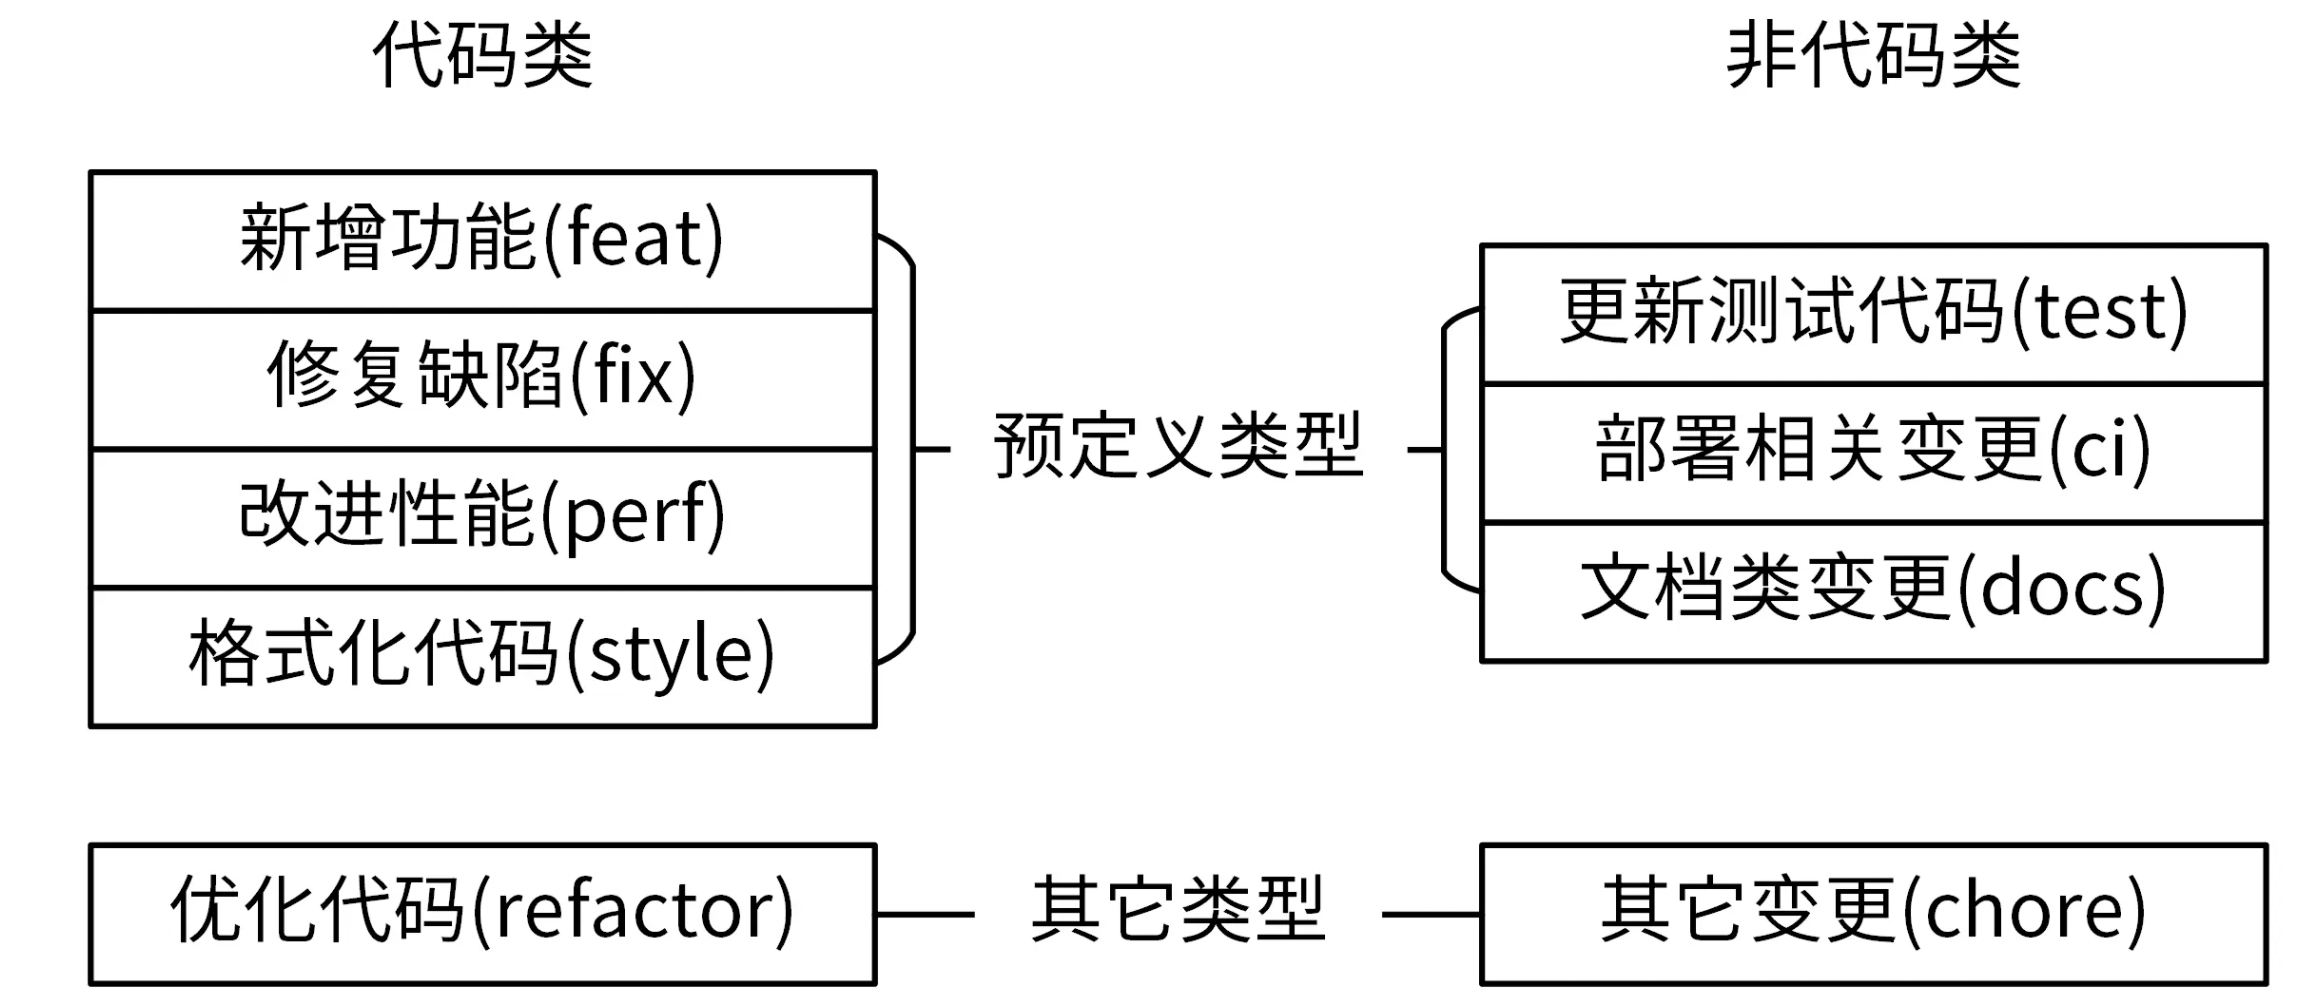 代码类
非代码类
新增功能(feat)
修复缺陷(fix)
改进性能(perf)
格式化代码(style)
预定义类型
更新测试代码(test)
部署相关变更(ci)
文档类变更(docs)
优化代码(refactor)
其它类型
其它变更(chore)